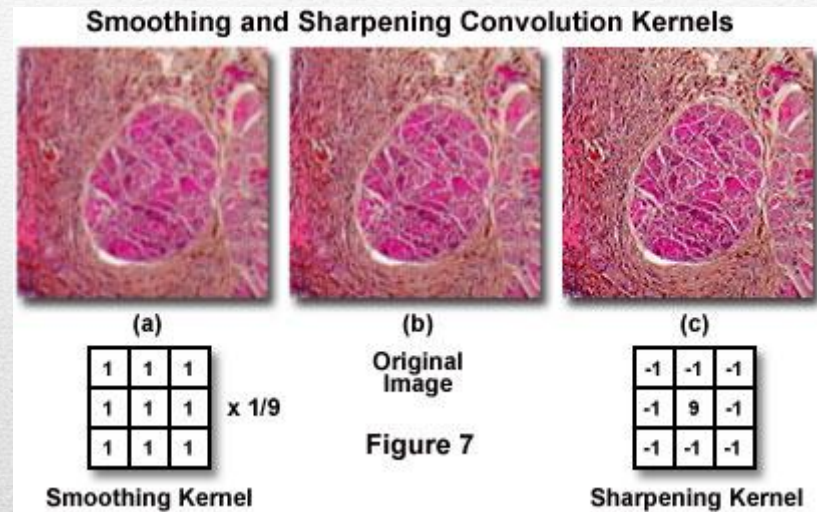 Smoothing and Sharpening Convolution Kernels
(a)
(b)
(c)
1 1 1
1 1 1
1 1 1
x 1/9
Smoothing Kernel
Original
Image
Figure 7
-1 -1 -1
-1 9 -1
-1 -1 -1
Sharpening Kernel